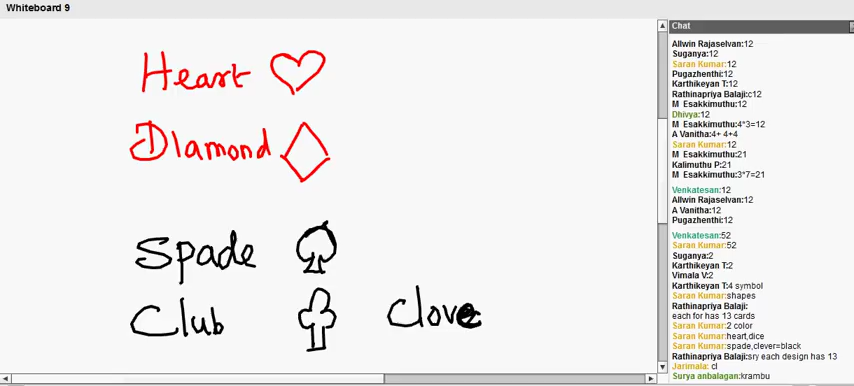 Whiteboard 9
Heart
Diamond
Spade
Club Clove
Chat
Allwin Rajaselvan:12
Suganya:12
Saran Kumar:12
Pugazhenthi:12
Karthikeyan T:12
Rathinapriya Balaji:c12
M Esakkimuthu:12
Dhivya:12
M Esakkimuthu:4*3=12
A Vanitha:4+ 4+4
Saran Kumar:12
M Esakkimuthu:21
Kalimuthu P:21
M Esakkimuthu:3*7=21
Venkatesan:12
Allwin Rajaselvan:12
A Vanitha:12
Pugazhenthi:12
Venkatesan:52
Saran Kumar:52
Suganya:2
Karthikeyan T:2
Vimala V:2
Karthikeyan T:4 symbol
Saran Kumar:shapes
Rathinapriya Balaji:
each for has 13 cards
Saran Kumar:2 color
Saran Kumar:heart,dice
Saran Kumar:spade,clever=black
Rathinapriya Balaji:sry each design has 13
Jarimala: cl
Surya anbalagan:krambu